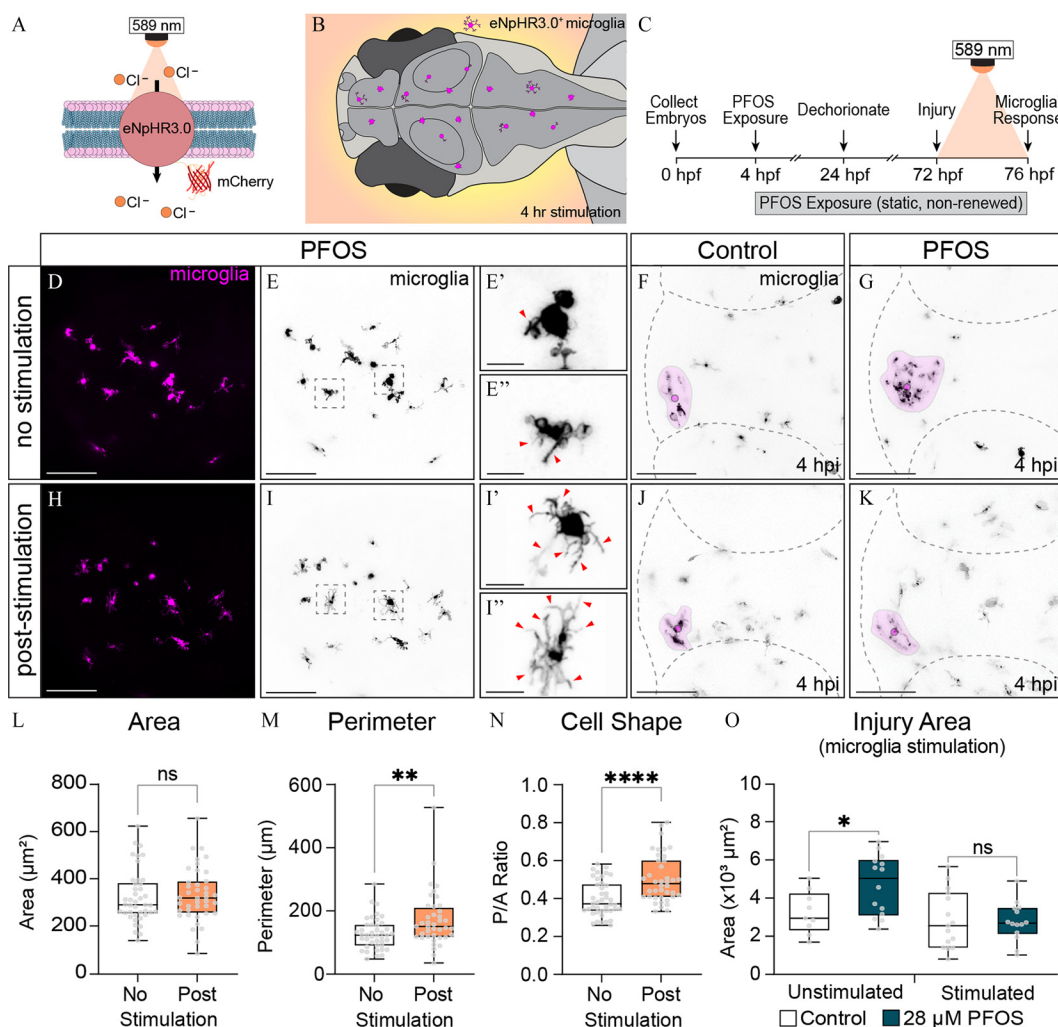 A
589 nm
Cl−
Cl−
eNpHR3.0
mCherry
Cl−
Cl−
B
eNpHR3.0+ microglia
4 hr stimulation
C
589 nm
Collect Embryos
PFOS Exposure
Dechorionate
Injury
Microglia Response
0 hpf
4 hpf
24 hpf
72 hpf
76 hpf
PFOS Exposure (static, non-renewed)
PFOS
Control
PFOS
no stimulation
D
microglia
E
microglia
E’
E’’
F
microglia
4 hpi
G
4 hpi
post-stimulation
H
I
I’
I’’
J
4 hpi
K
4 hpi
L
Area
ns
Area (µm²)
800
600
400
200
0
No
Post
Stimulation
M
Perimeter
**
Perimeter (µm)
600
400
200
0
No
Post
Stimulation
N
Cell Shape
****
P/A Ratio
1.0
0.8
0.6
0.4
0.2
0.0
No
Post
Stimulation
O
Injury Area
(microglia stimulation)
*
ns
Area (x10³ µm²)
10
8
6
4
2
0
Unstimulated
Stimulated
Control
28 µM PFOS